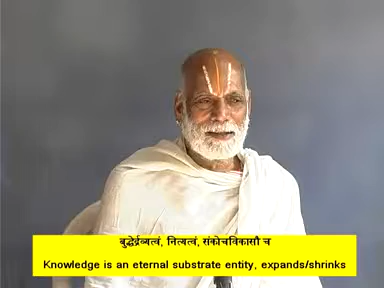 बुद्धेर्द्रव्यत्वं, नित्यत्वं, संकोचविकासौ च
Knowledge is an eternal substrate entity, expands/shrinks